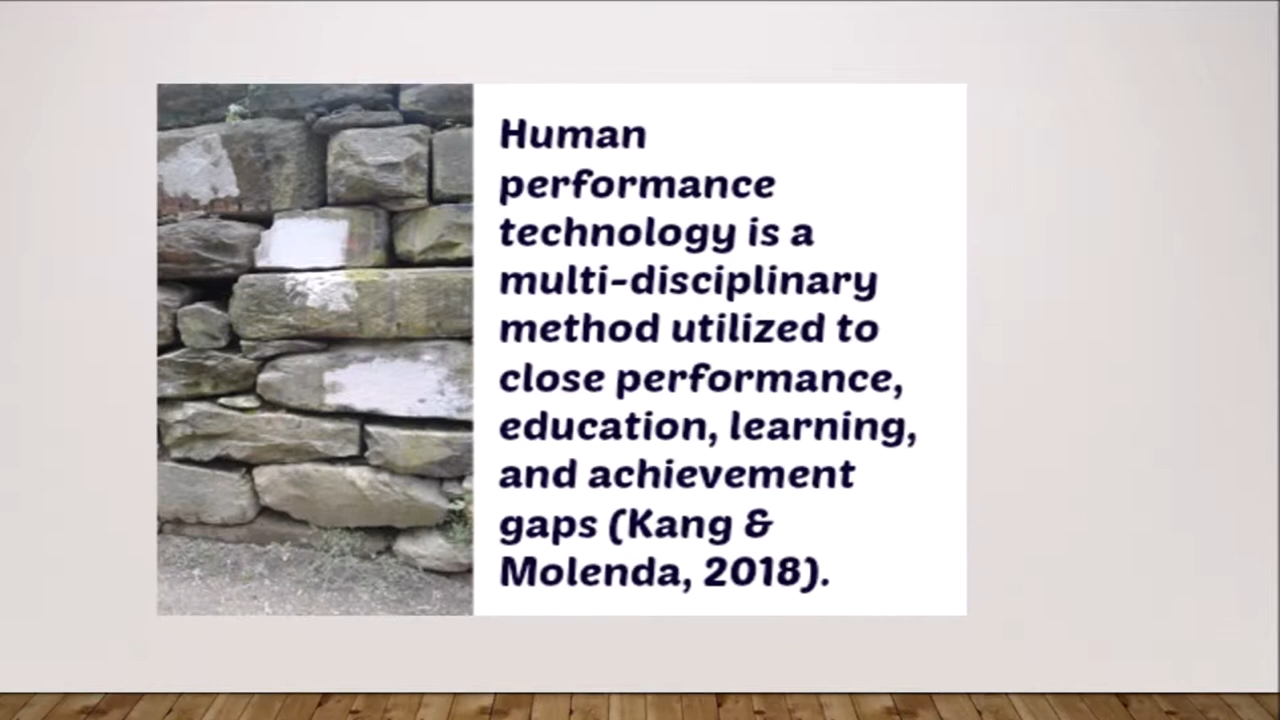 Human
performance
technology is a
multi-disciplinary
method utilized to
close performance,
education, learning,
and achievement
gaps (Kang &
Molenda, 2018).